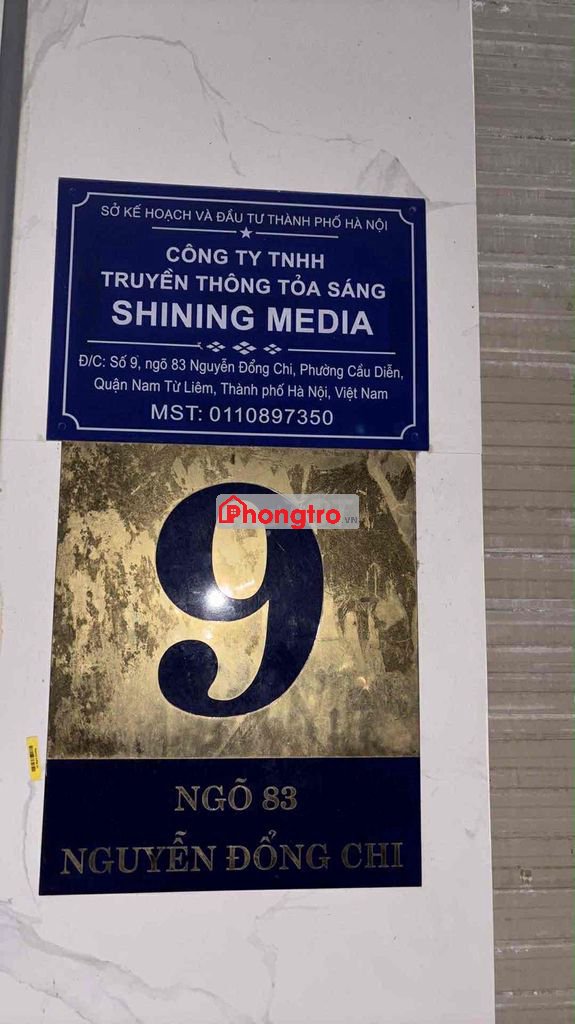 SỞ KẾ HOẠCH VÀ ĐẦU TƯ THÀNH PHỐ HÀ NỘI
CÔNG TY TNHH
TRUYỀN THÔNG TỎA SÁNG
SHINING MEDIA
Đ/C: Số 9, ngõ 83 Nguyễn Đổng Chi, Phường Cầu Diễn,
Quận Nam Từ Liêm, Thành phố Hà Nội, Việt Nam
MST: 0110897350
Phongtro.VN
9
NGÕ 83
NGUYỄN ĐỔNG CHI